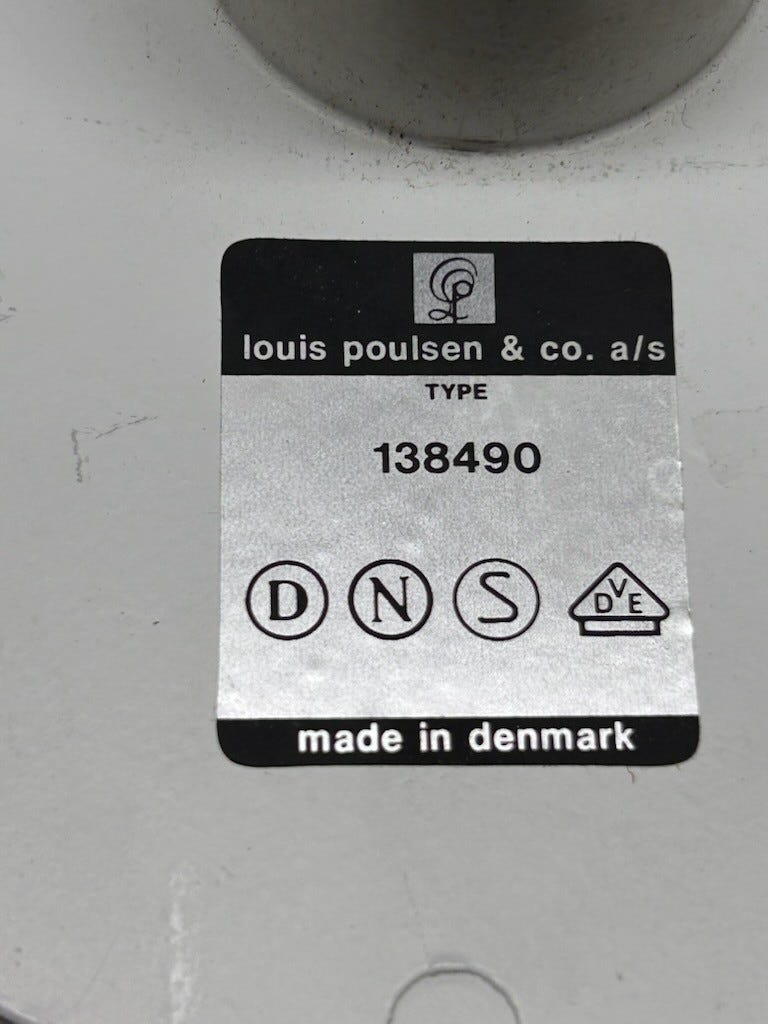 louis poulsen & co. a/s
TYPE
138490
D N S DVE
made in denmark